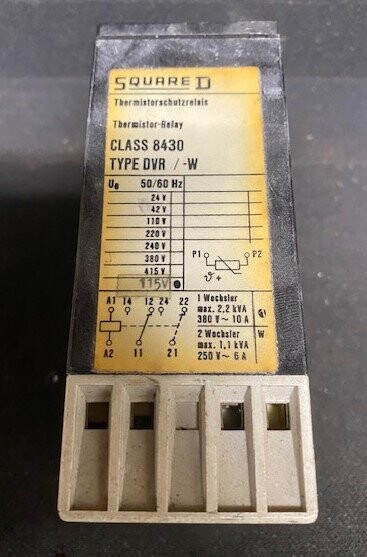 SQUARE D
Thermistorschutzrelais
Thermistor-Relay
CLASS 8430
TYPE DVR / -W
Ue 50/60 Hz
24 V
42 V
110 V
220 V
240 V
380 V
415 V
115V
P1 P2
ϑ +
A1 14 12 24 22
A2 11 21
1 Wechsler
max. 2,2 kVA
380 V ~ 10 A
2 Wechsler W
max. 1,1 kVA
250 V ~ 6 A